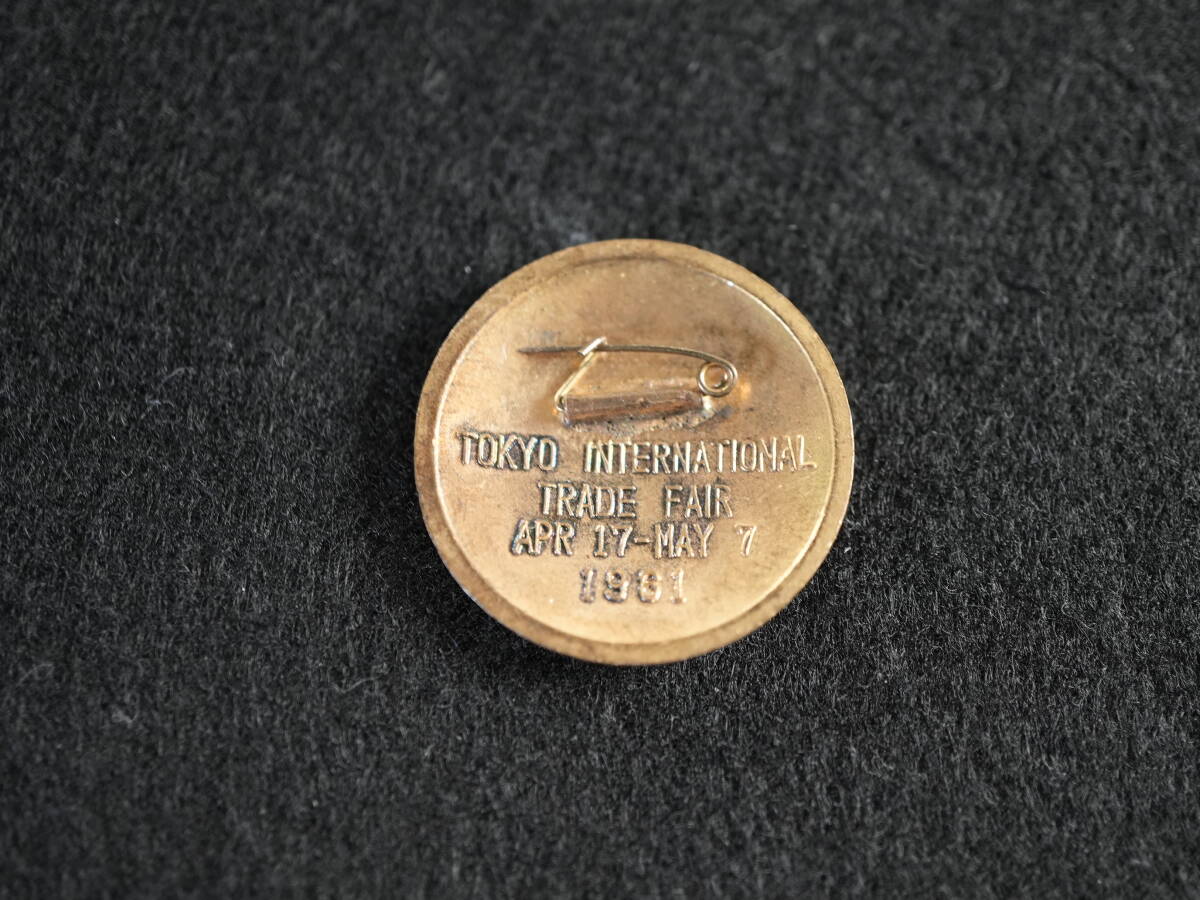 TOKYO INTERNATIONAL
TRADE FAIR
APR 17-MAY 7
1961